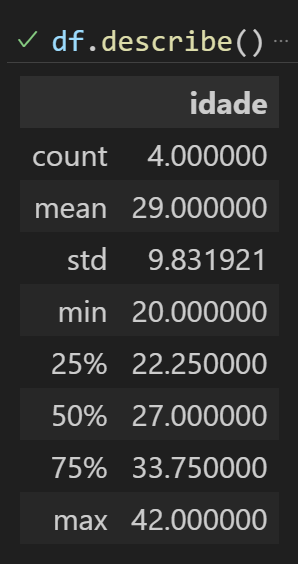 df.describe() ...
idade
count 4.000000
mean 29.000000
std 9.831921
min 20.000000
25% 22.250000
50% 27.000000
75% 33.750000
max 42.000000